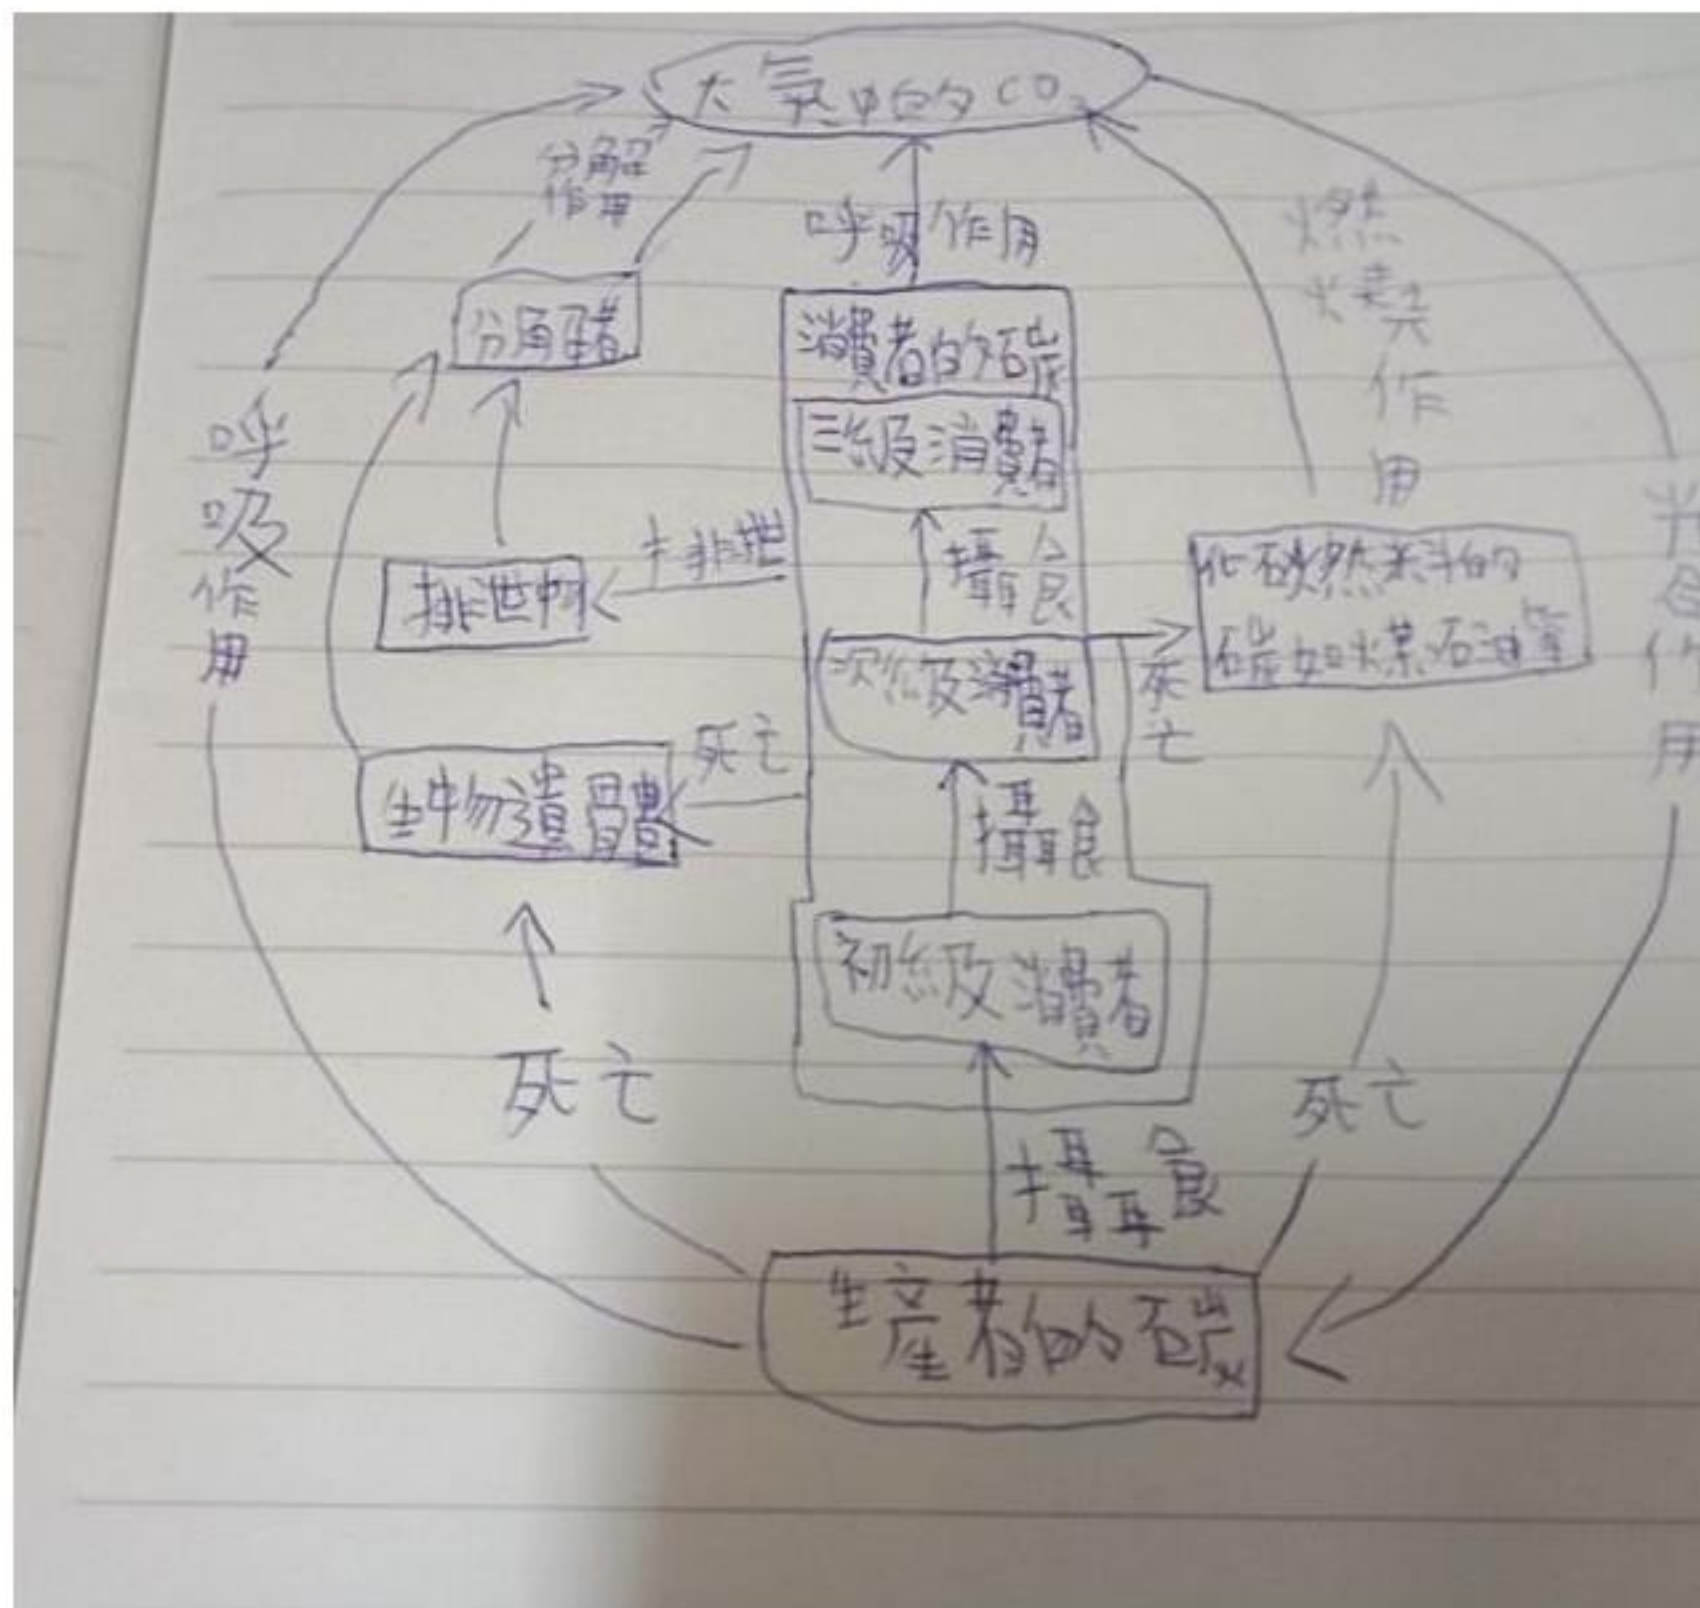 大氣中的CO₂
分解
作用
呼吸作用
燃
燒
作
用
分解者
消費者的碳
三級消費者
呼
吸
作
用
排泄
攝食
排泄物
化石燃料的
碳如煤石油等
光
合
作
用
次級消費者
死
亡
死亡
生物遺體
攝食
初級消費者
死亡
死亡
攝食
生產者的碳